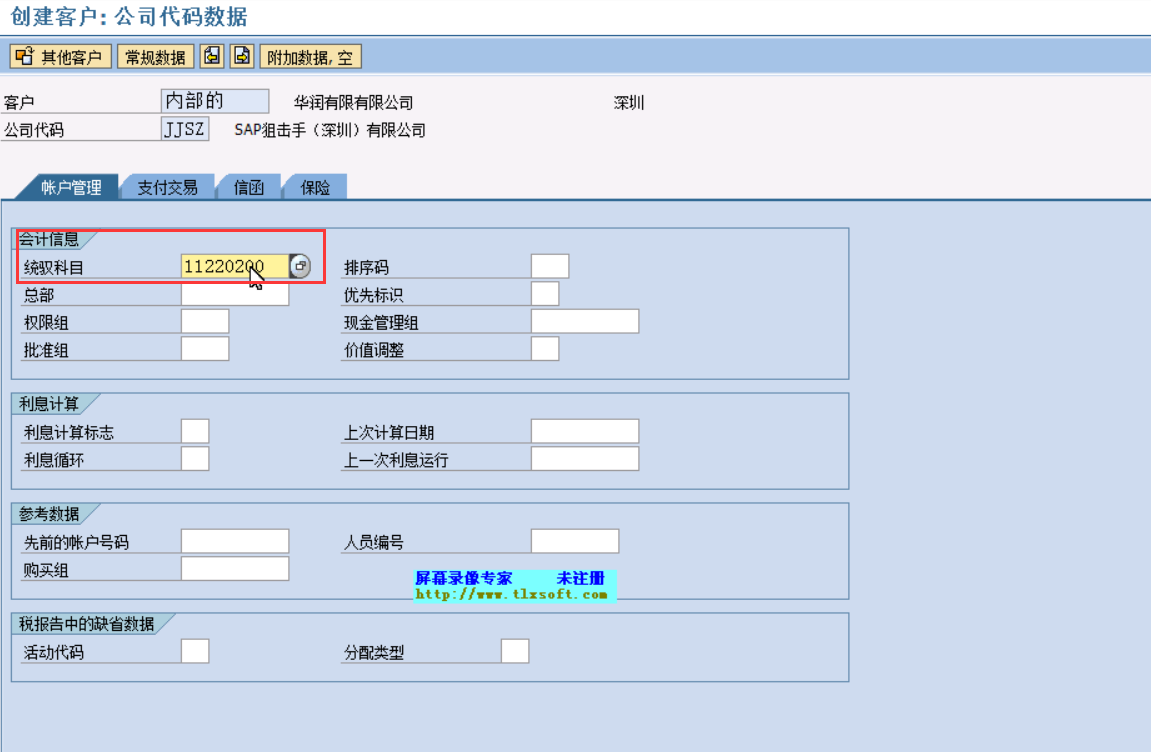 创建客户: 公司代码数据
其他客户 常规数据 附加数据, 空
客户 内部的 华润有限有限公司 深圳
公司代码 JJSZ SAP狙击手（深圳）有限公司
帐户管理 支付交易 信函 保险
会计信息
统驭科目 11220200 排序码
总部 优先标识
权限组 现金管理组
批准组 价值调整
利息计算
利息计算标志 上次计算日期
利息循环 上一次利息运行
参考数据
先前的帐户号码 人员编号
购买组
屏幕录像专家 未注册
http://www.tlxsoft.com
税报告中的缺省数据
活动代码 分配类型